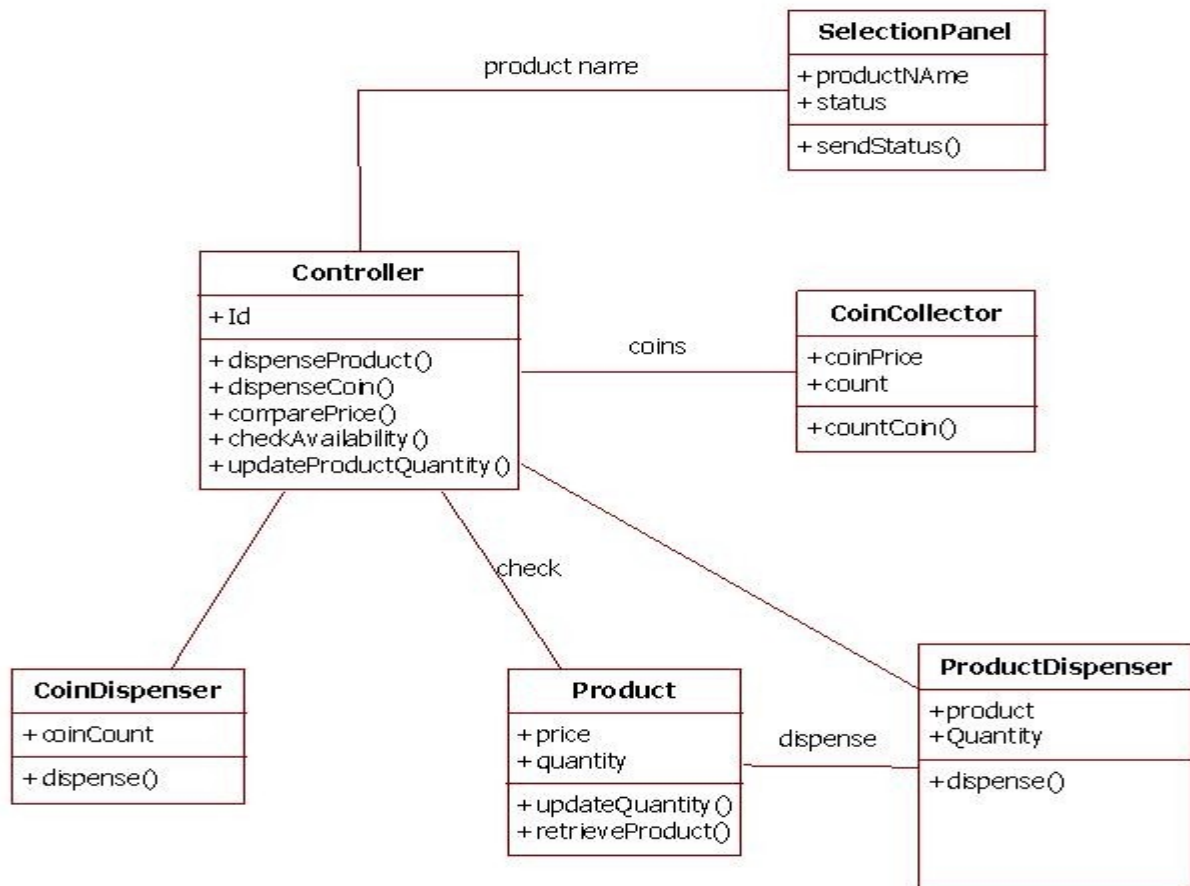 SelectionPanel
+ productNAme
+ status
+ sendStatus()
product name
Controller
+ Id
+ dispenseProduct()
+ dispenseCoin()
+ comparePrice()
+ checkAvailability()
+ updateProductQuantity()
coins
CoinCollector
+ coinPrice
+ count
+ countCoin()
check
CoinDispenser
+ coinCount
+ dispense()
Product
+ price
+ quantity
+ updateQuantity()
+ retrieveProduct()
dispense
ProductDispenser
+product
+Quantity
+dispense()